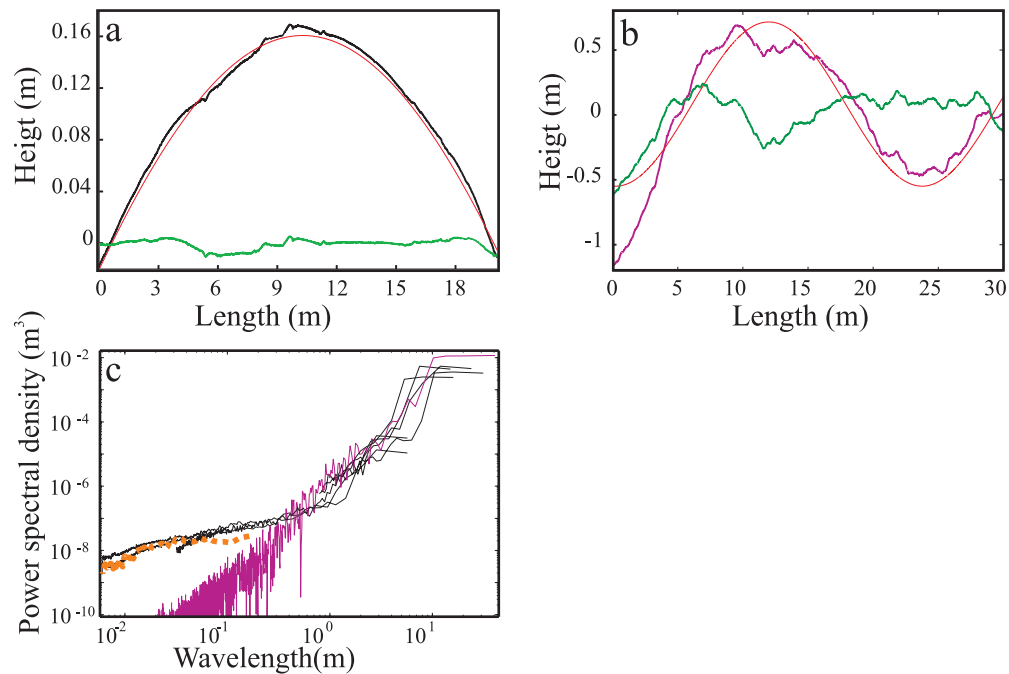 a
0.16
0.12
0.08
0.04
0
Heigt (m)
0 3 6 9 12 15 18
Length (m)
b
0.5
0
-0.5
-1
Heigt (m)
0 5 10 15 20 25 30
Length (m)
c
10^-2
10^-4
10^-6
10^-8
10^-10
Power spectral density (m³)
10^-2 10^-1 10^0 10^1
Wavelength(m)